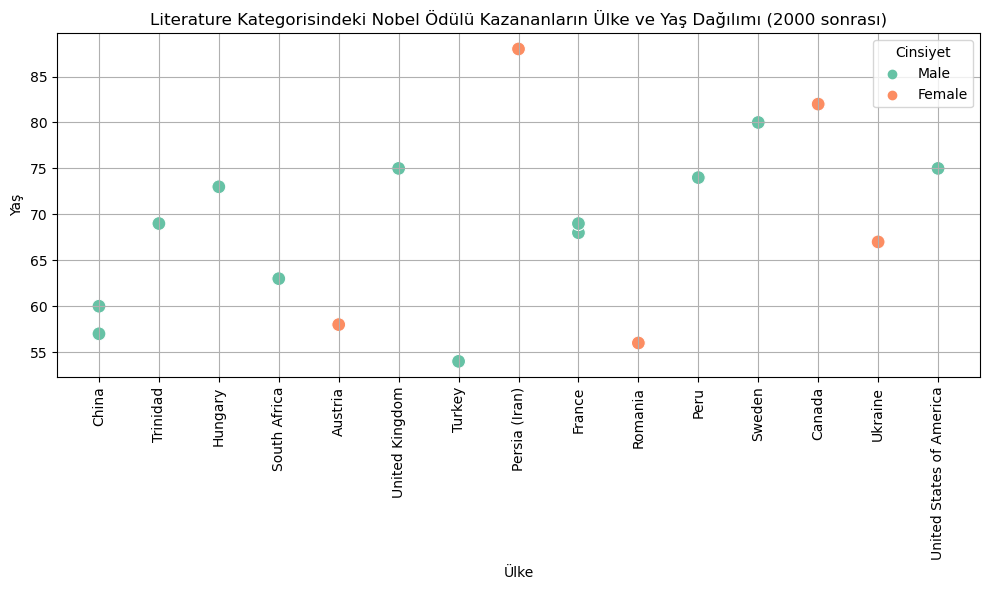 Literature Kategorisindeki Nobel Ödülü Kazananların Ülke ve Yaş Dağılımı (2000 sonrası)
Cinsiyet
Male
Female
Yaş
85
80
75
70
65
60
55
China
Trinidad
Hungary
South Africa
Austria
United Kingdom
Turkey
Persia (Iran)
France
Romania
Peru
Sweden
Canada
Ukraine
United States of America
Ülke